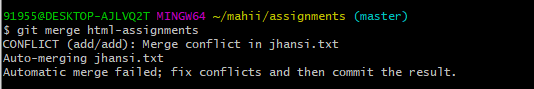 91955@DESKTOP-AJLVQ2T MINGW64 ~/mahii/assignments (master)
$ git merge html-assignments
CONFLICT (add/add): Merge conflict in jhansi.txt
Auto-merging jhansi.txt
Automatic merge failed; fix conflicts and then commit the result.